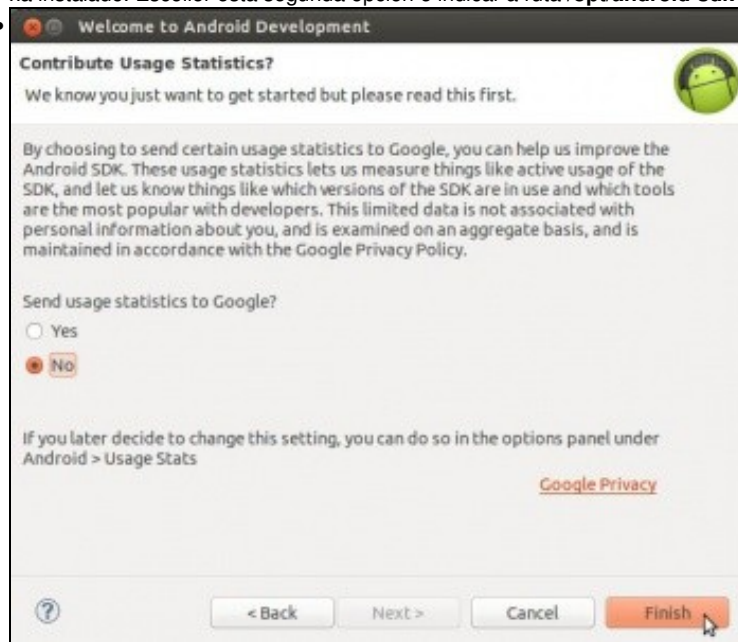 Welcome to Android Development
Contribute Usage Statistics?
We know you just want to get started but please read this first.
By choosing to send certain usage statistics to Google, you can help us improve the
Android SDK. These usage statistics lets us measure things like active usage of the
SDK, and let us know things like which versions of the SDK are in use and which tools
are the most popular with developers. This limited data is not associated with
personal information about you, and is examined on an aggregate basis, and is
maintained in accordance with the Google Privacy Policy.
Send usage statistics to Google?
Yes
No
If you later decide to change this setting, you can do so in the options panel under
Android > Usage Stats
Google Privacy
? < Back Next > Cancel Finish